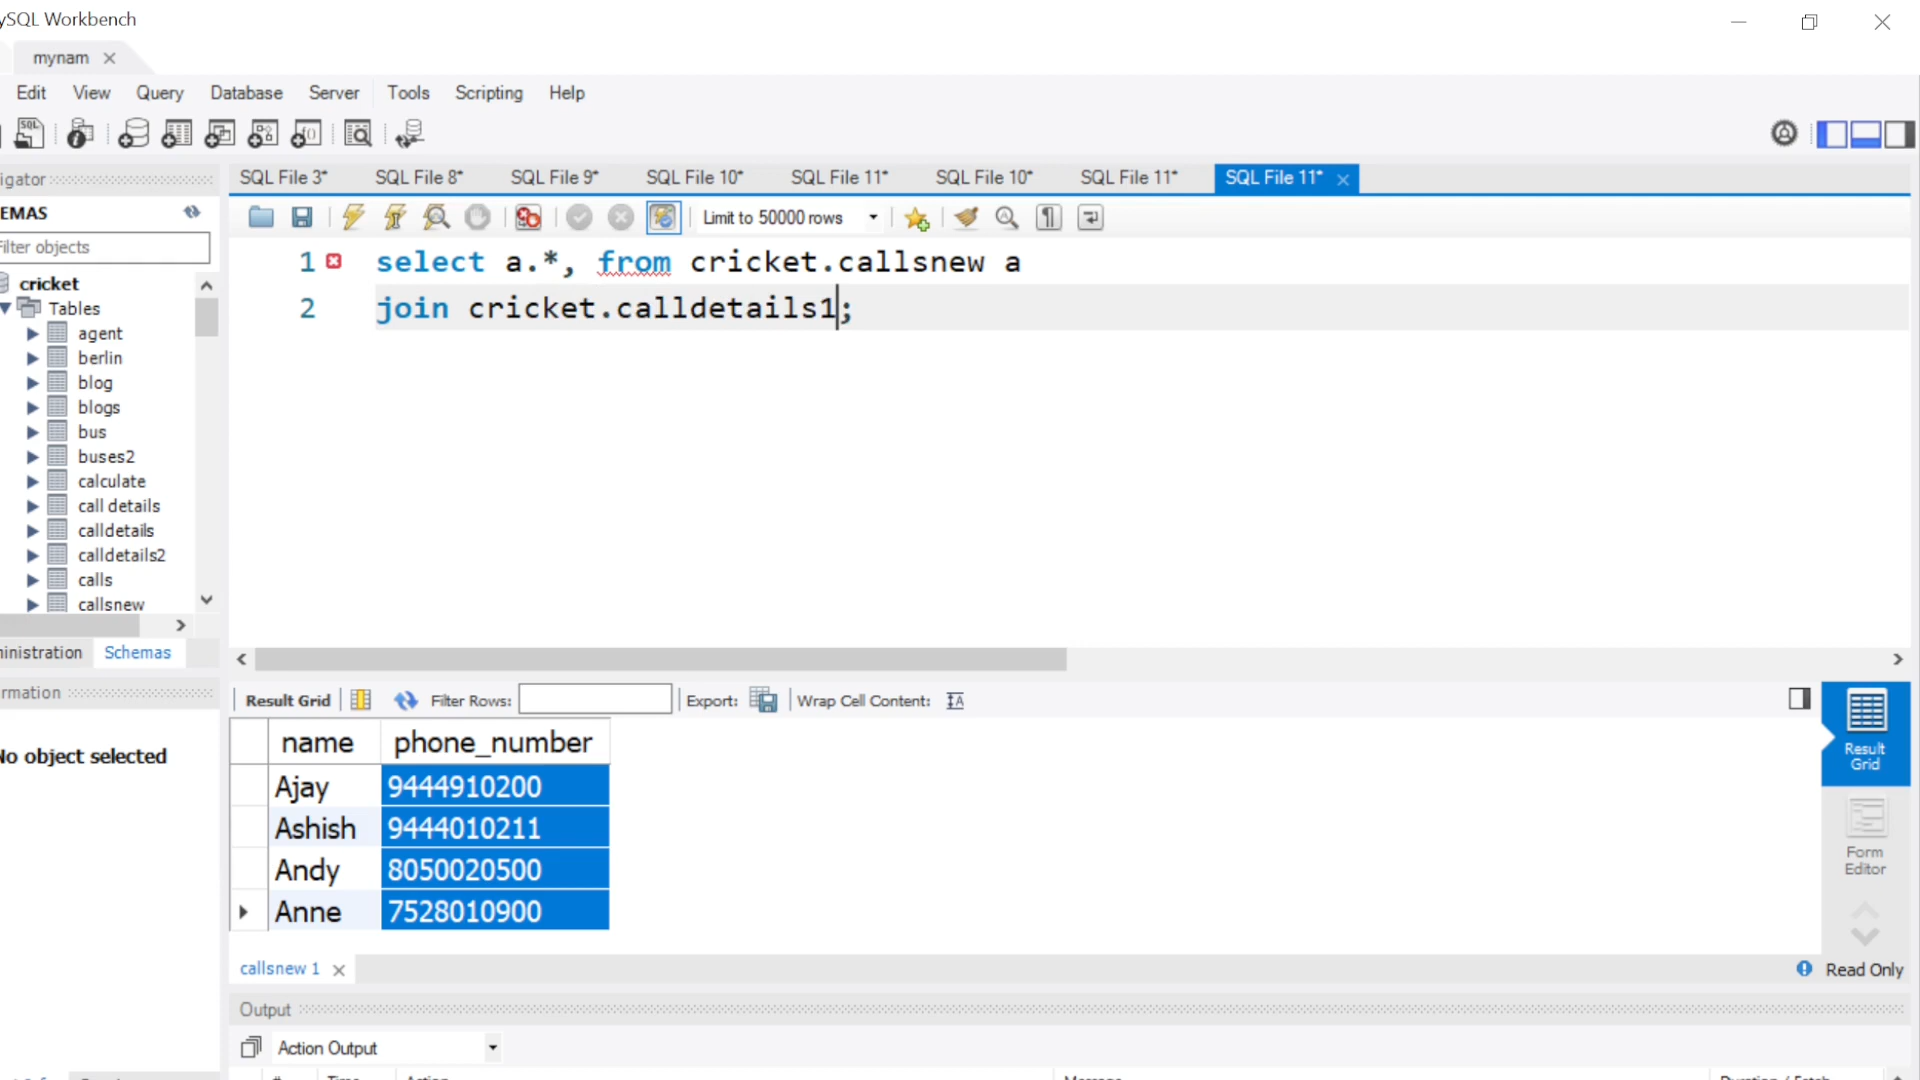 ySQL Workbench
mynam
Edit View Query Database Server Tools Scripting Help
igator
SQL File 3* SQL File 8* SQL File 9* SQL File 10* SQL File 11* SQL File 10* SQL File 11* SQL File 11*
EMAS
Limit to 50000 rows
Filter objects
1 select a.*, from cricket.callsnew a
2 join cricket.calldetails1;
cricket
Tables
agent
berlin
blog
blogs
bus
buses2
calculate
call details
calldetails
calldetails2
calls
callsnew
ministration Schemas
rmation
No object selected
Result Grid Filter Rows: Export: Wrap Cell Content:
name phone_number
Ajay 9444910200
Ashish 9444010211
Andy 8050020500
Anne 7528010900
Result
Grid
Form
Editor
callsnew 1
Read Only
Output
Action Output